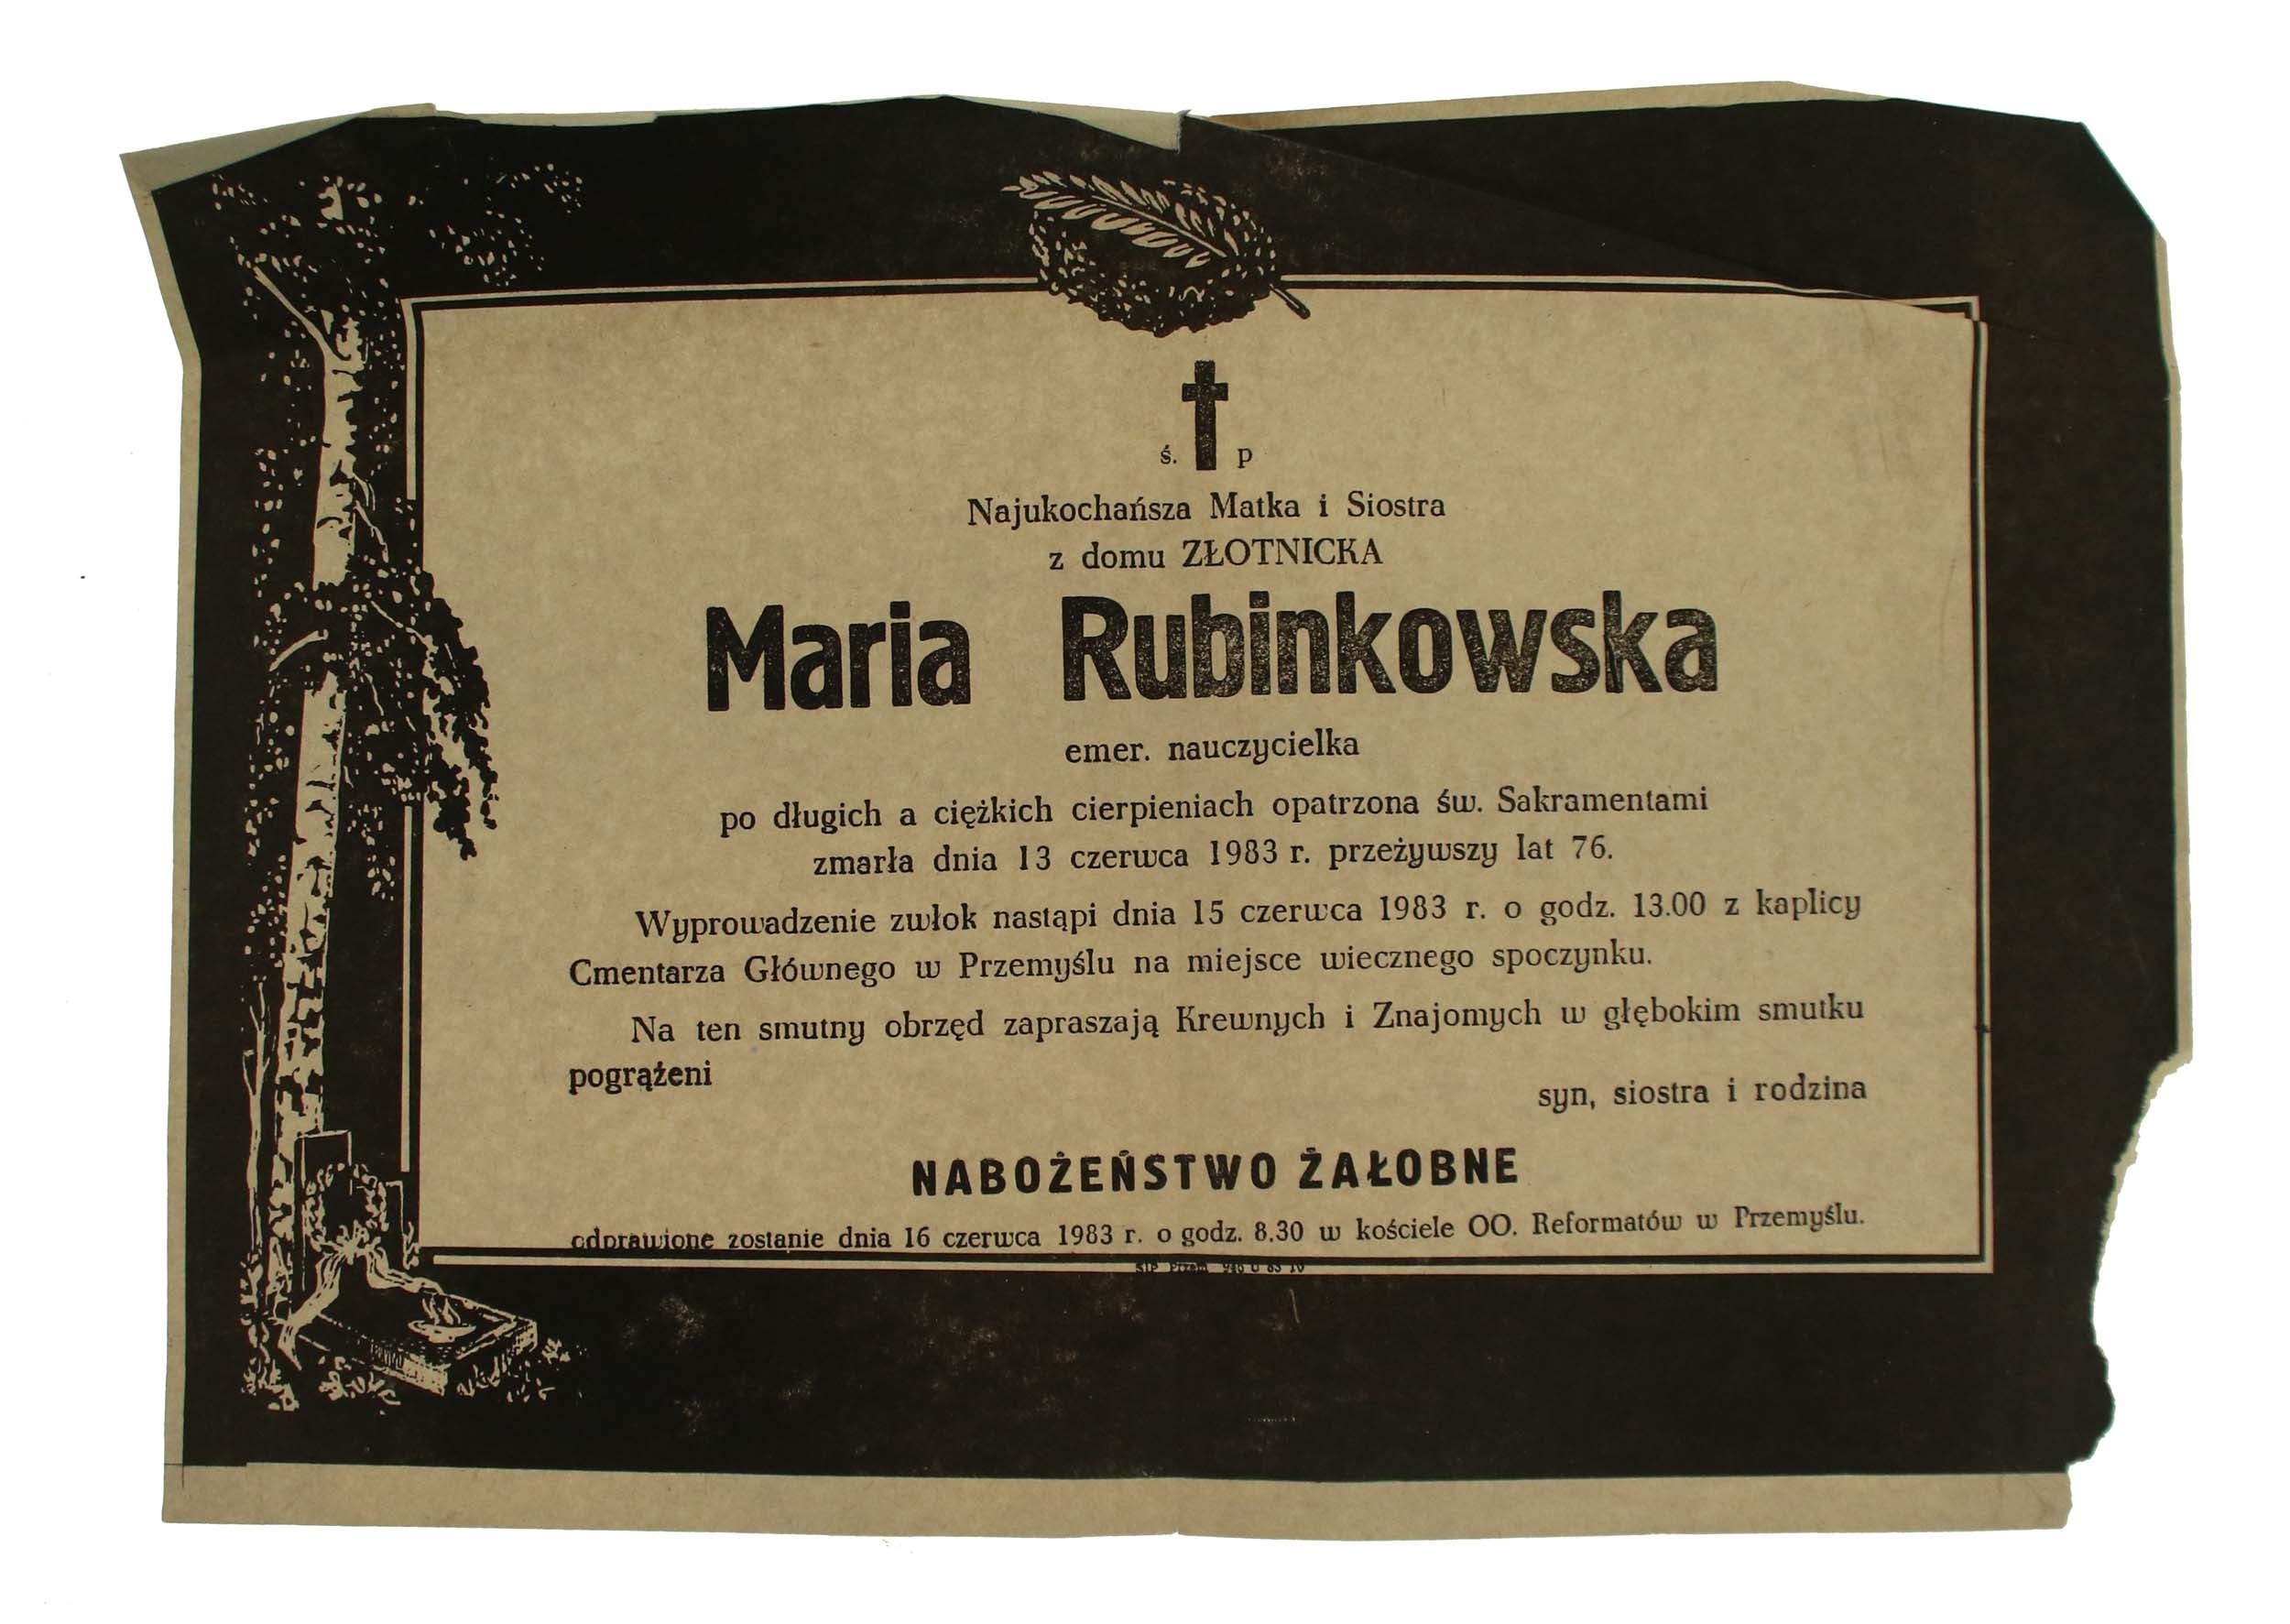 ś. p
Najukochańsza Matka i Siostra
z domu ZŁOTNICKA
Maria Rubinkowska
emer. nauczycielka
po długich a ciężkich cierpieniach opatrzona św. Sakramentami
zmarła dnia 13 czerwca 1983 r. przeżywszy lat 76.
Wyprowadzenie zwłok nastąpi dnia 15 czerwca 1983 r. o godz. 13.00 z kaplicy
Cmentarza Głównego w Przemyślu na miejsce wiecznego spoczynku.
Na ten smutny obrzęd zapraszają Krewnych i Znajomych w głębokim smutku
pogrążeni
syn, siostra i rodzina
NABOŻEŃSTWO ŻAŁOBNE
odprawione zostanie dnia 16 czerwca 1983 r. o godz. 8.30 w kościele OO. Reformatów w Przemyślu.